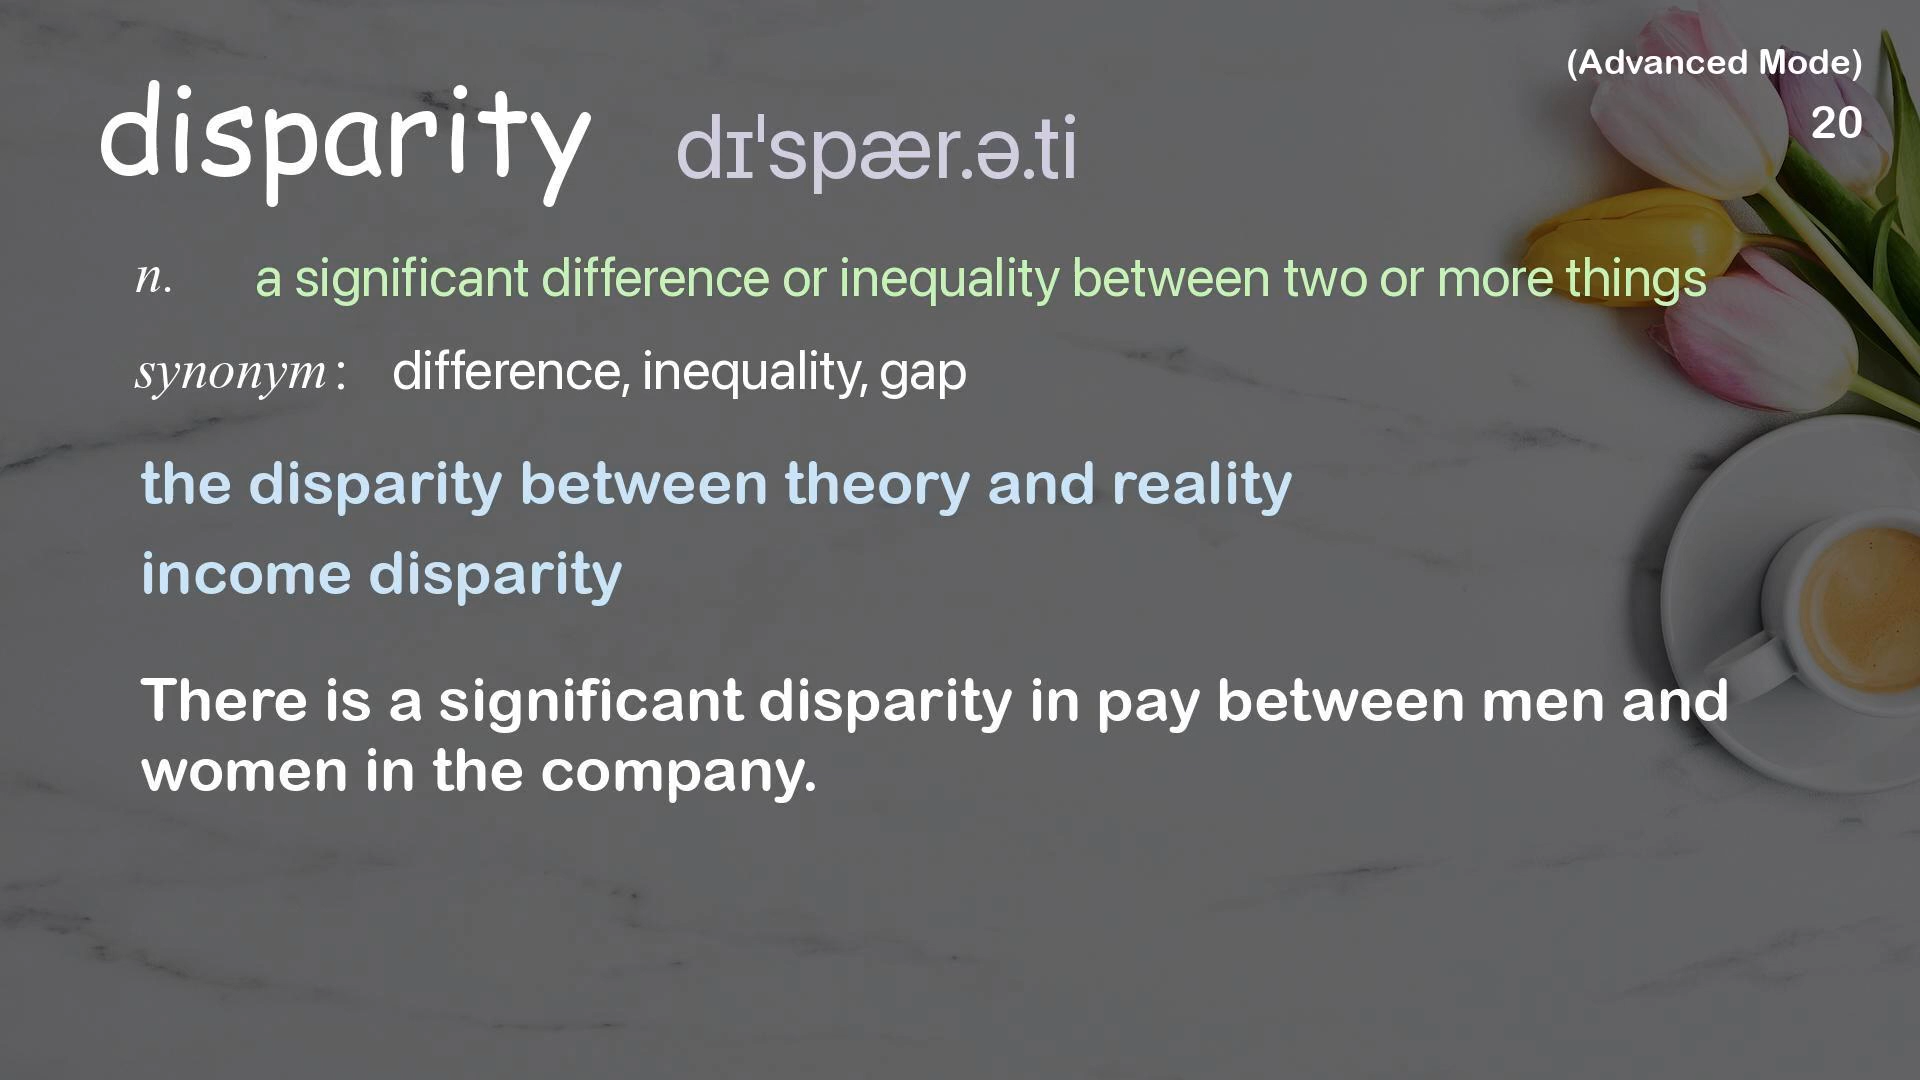 (Advanced Mode)
20
disparity dɪˈspær.ə.ti
n. a significant difference or inequality between two or more things
synonym: difference, inequality, gap
the disparity between theory and reality
income disparity
There is a significant disparity in pay between men and
women in the company.